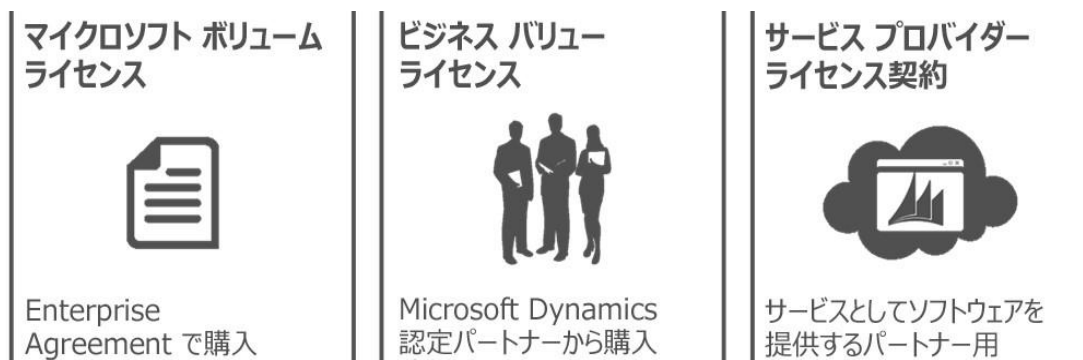 マイクロソフト ボリューム
ライセンス
Enterprise
Agreement で購入
ビジネス バリュー
ライセンス
Microsoft Dynamics
認定パートナーから購入
サービス プロバイダー
ライセンス契約
サービスとしてソフトウェアを
提供するパートナー用